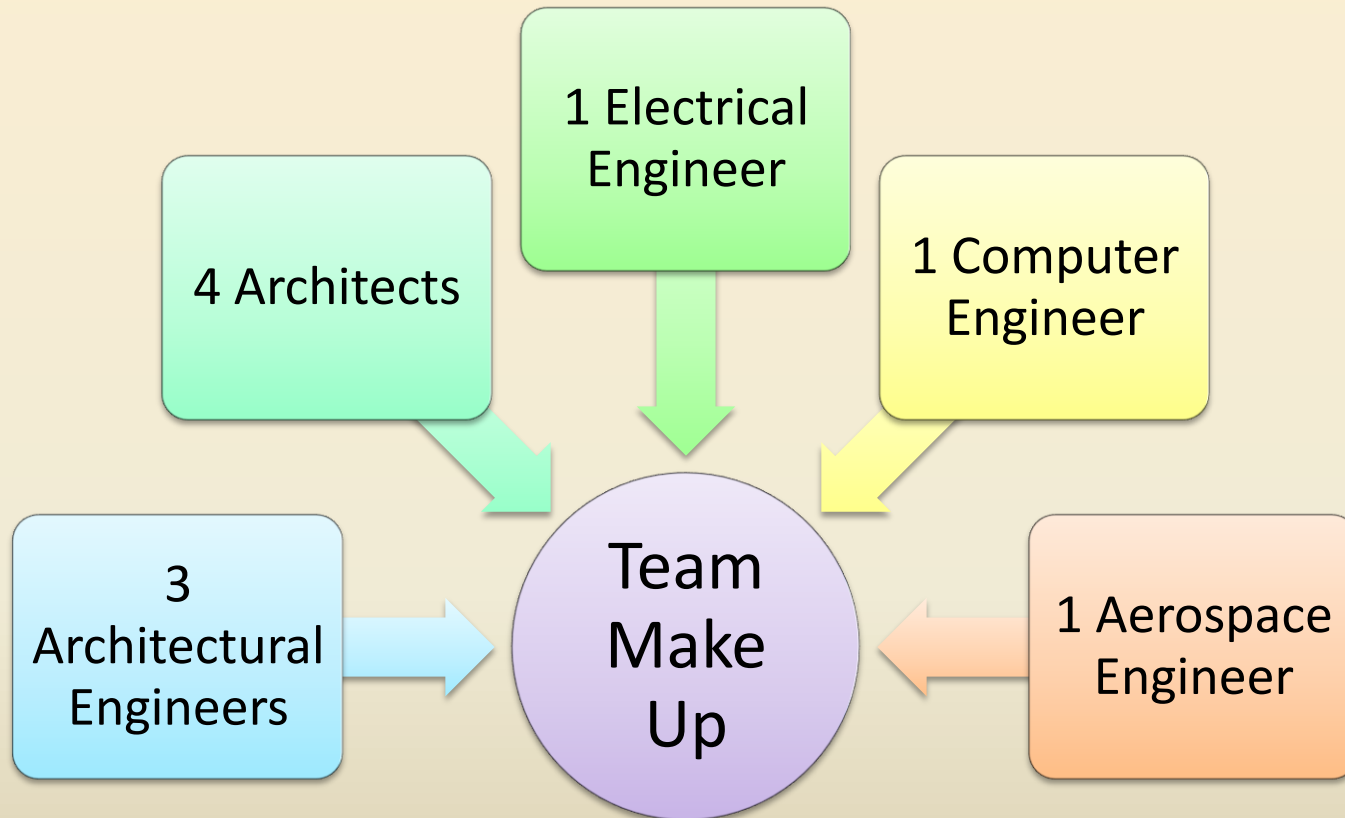 3
Architectural
Engineers
4 Architects
1 Electrical
Engineer
1 Computer
Engineer
1 Aerospace
Engineer
Team
Make
Up